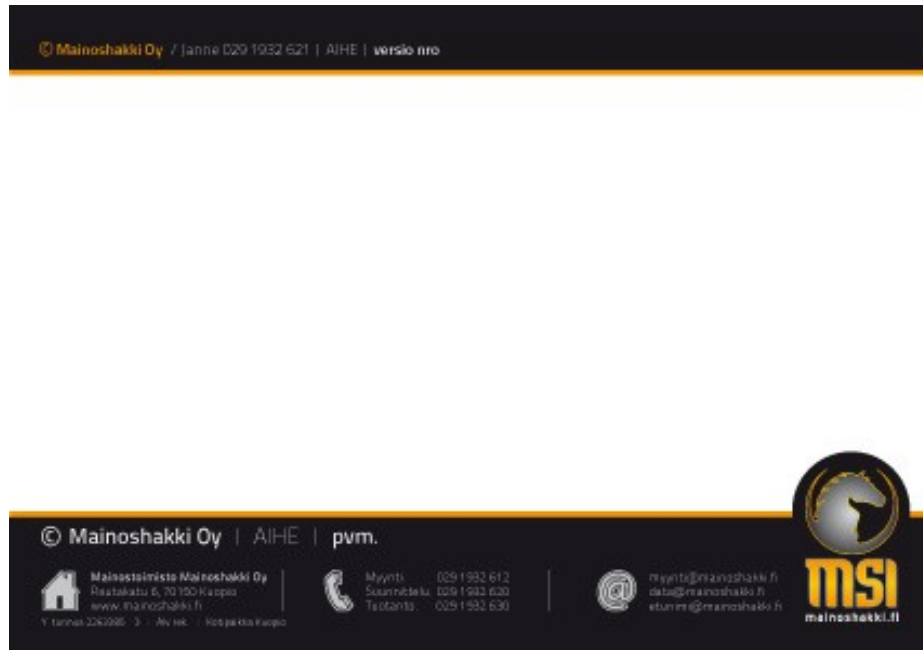 © Mainoshakki Oy / Janne 029 1932 621 | AIHE | versio nro
© Mainoshakki Oy | AIHE | pvm.
Mainostoimisto Mainoshakki Oy
Rautakatu 6, 70150 Kuopio
www.mainoshakki.fi
Kotipaikka Kuopio
Myynti: 029 1932 612
Suunnittelu: 029 1932 620
Tuotanto: 029 1932 630
myynti@mainoshakki.fi
data@mainoshakki.fi
etunimi@mainoshakki.fi
MSI
mainoshakki.fi